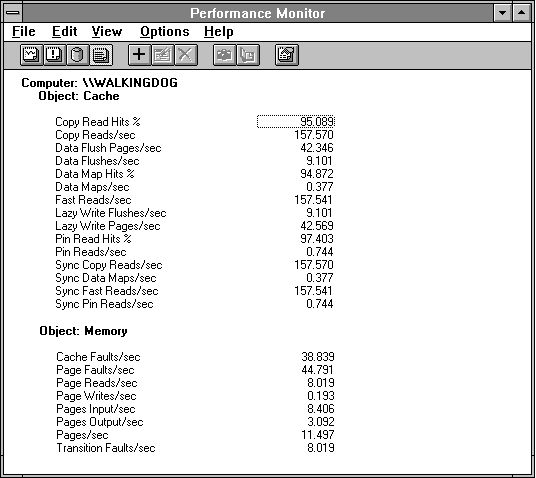 Performance Monitor
File Edit View Options Help
Computer: \\WALKINGDOG
Object: Cache
Copy Read Hits % 95.089
Copy Reads/sec 157.570
Data Flush Pages/sec 42.346
Data Flushes/sec 9.101
Data Map Hits % 94.872
Data Maps/sec 0.377
Fast Reads/sec 157.541
Lazy Write Flushes/sec 9.101
Lazy Write Pages/sec 42.569
Pin Read Hits % 97.403
Pin Reads/sec 0.744
Sync Copy Reads/sec 157.570
Sync Data Maps/sec 0.377
Sync Fast Reads/sec 157.541
Sync Pin Reads/sec 0.744
Object: Memory
Cache Faults/sec 38.839
Page Faults/sec 44.791
Page Reads/sec 8.019
Page Writes/sec 0.193
Pages Input/sec 8.406
Pages Output/sec 3.092
Pages/sec 11.497
Transition Faults/sec 8.019